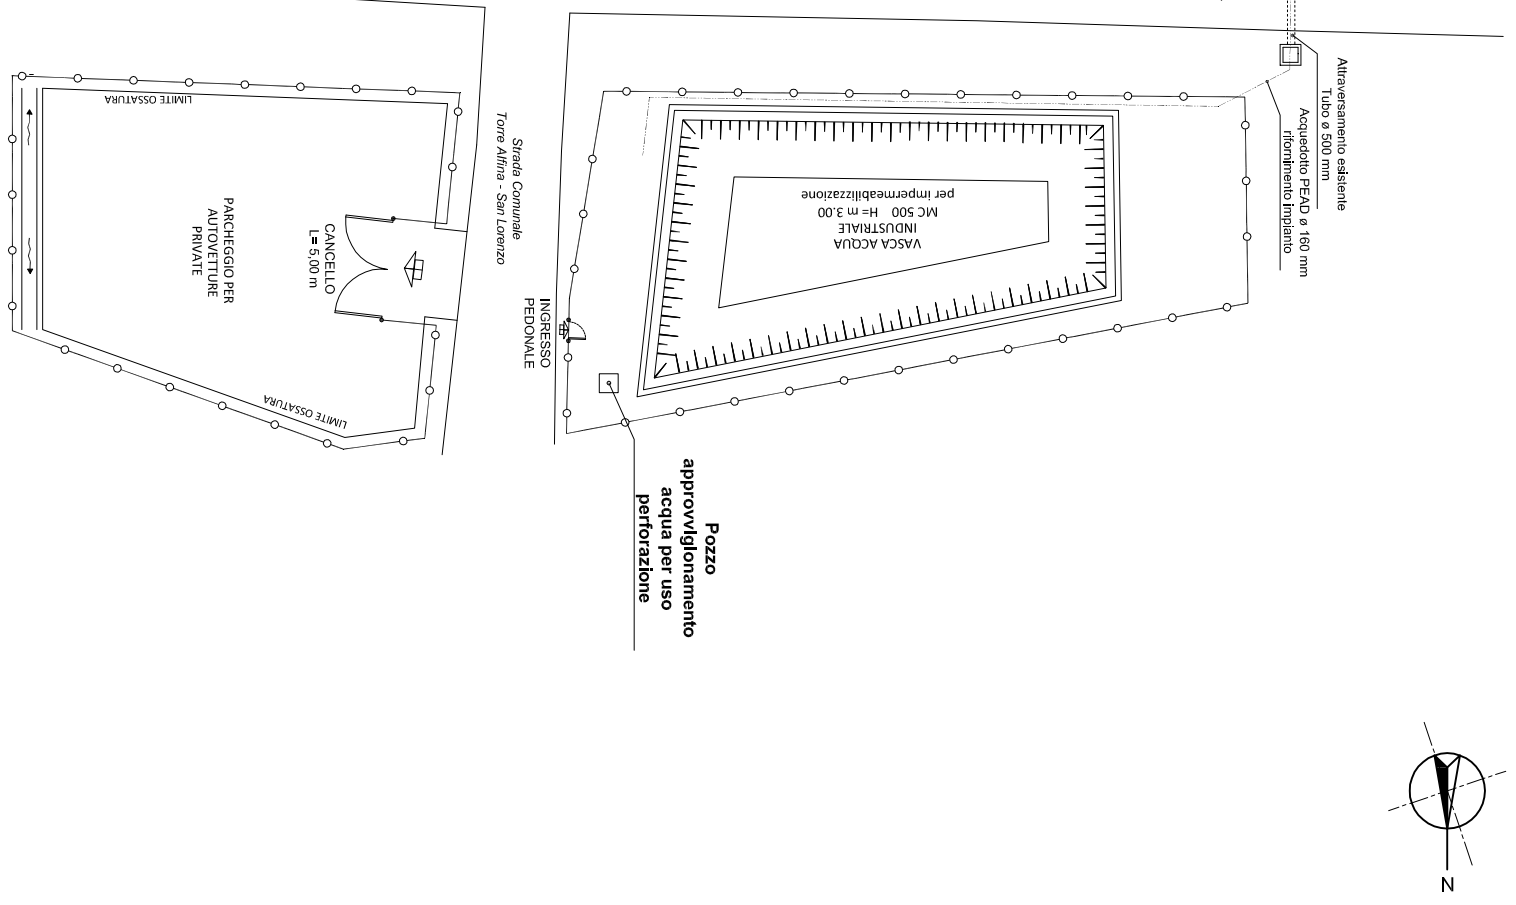 LIMITE OSSATURA
PARCHEGGIO PER
AUTOVETTURE
PRIVATE
CANCELLO
L= 5,00 m
LIMITE OSSATURA
Strada Comunale
Torre Alfina - San Lorenzo
INGRESSO
PEDONALE
VASCA ACQUA
INDUSTRIALE
MC 500 H= m 3.00
per impermeabilizzazione
Attraversamento esistente
Tubo ø 500 mm
Acquedotto PEAD ø 160 mm
rifornimento impianto
Pozzo
approvvigionamento
acqua per uso
perforazione
N